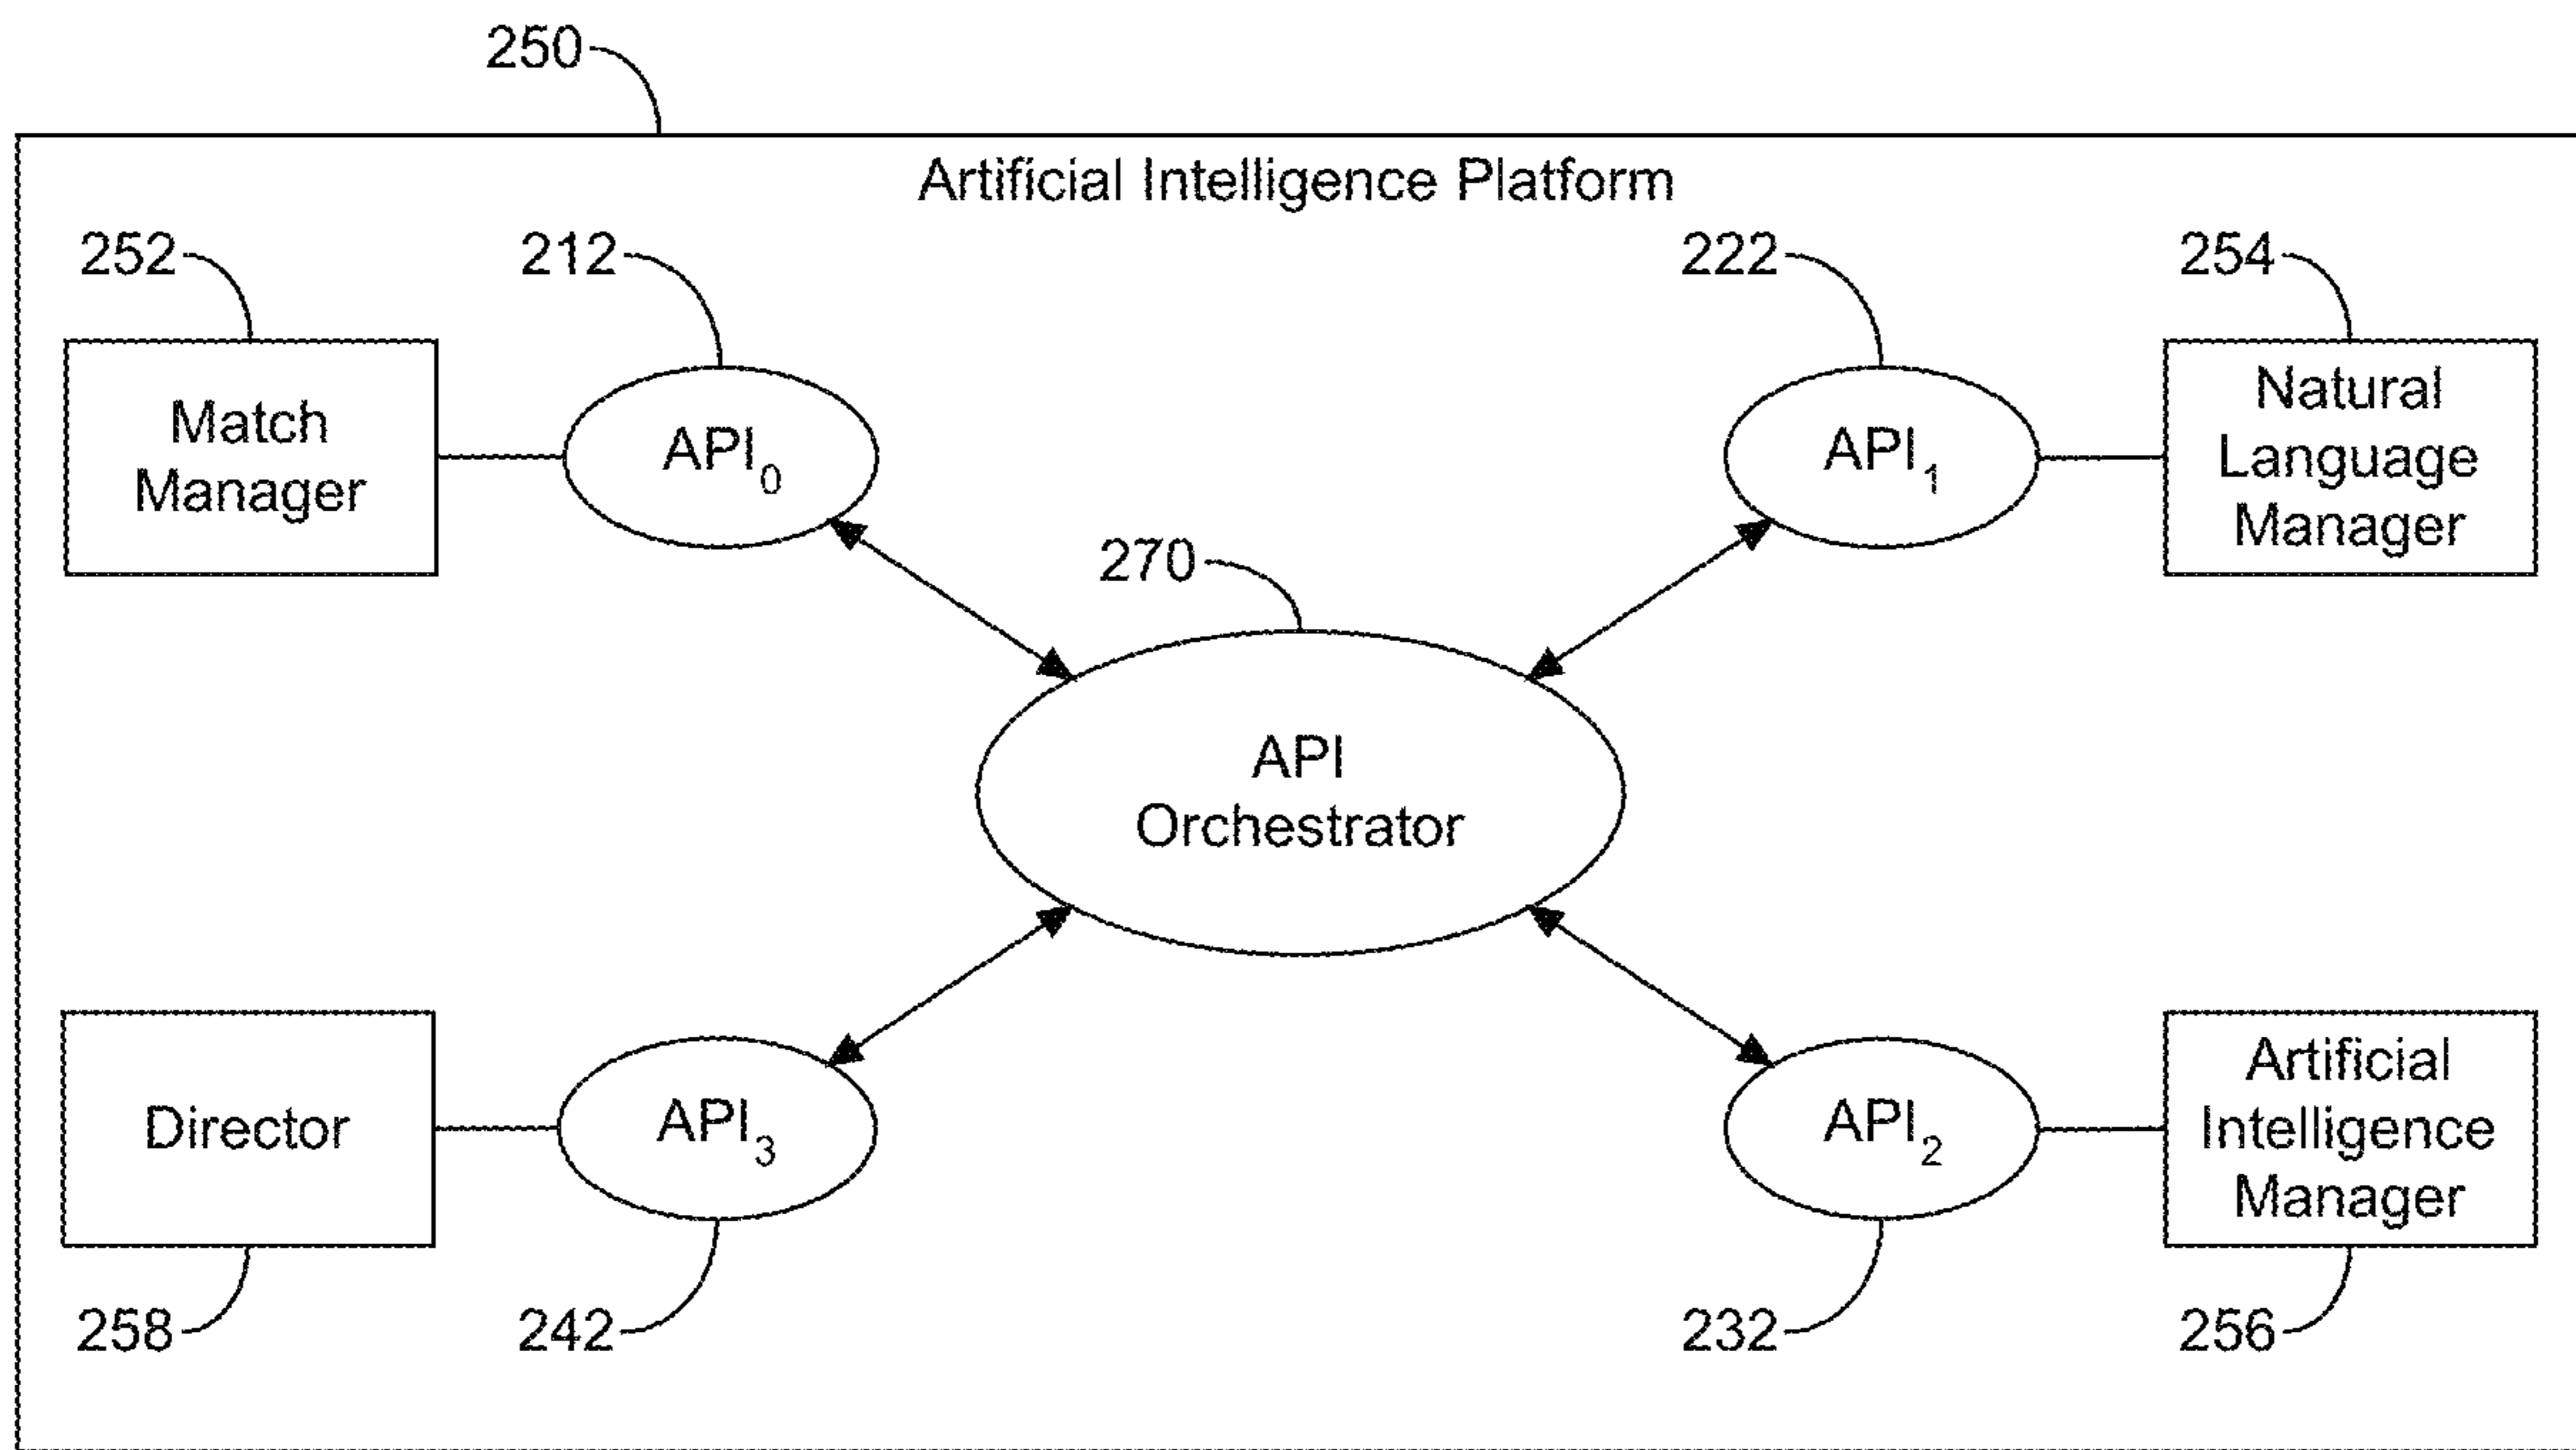 250
Artificial Intelligence Platform
252
212
222
254
Match
Manager
API0
API1
Natural
Language
Manager
270
API
Orchestrator
Director
API3
API2
Artificial
Intelligence
Manager
258
242
232
256